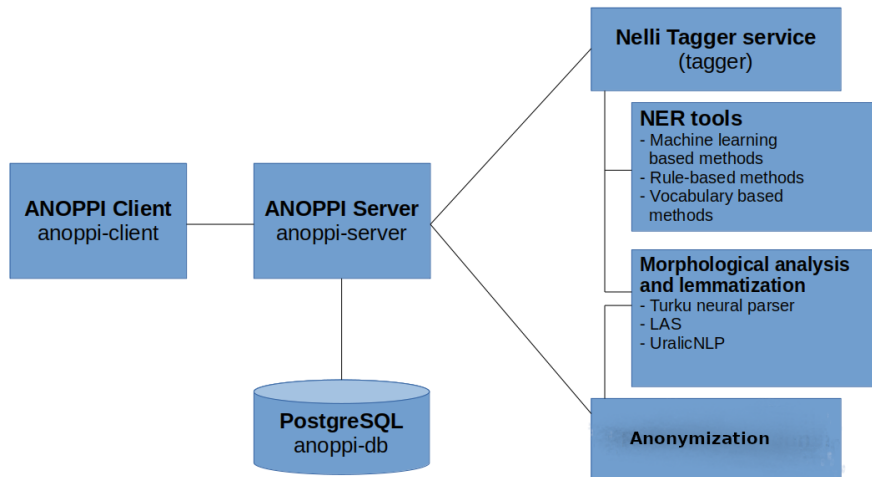 Nelli Tagger service
(tagger)
NER tools
- Machine learning
based methods
- Rule-based methods
- Vocabulary based
methods
ANOPPI Client
anoppi-client
ANOPPI Server
anoppi-server
Morphological analysis
and lemmatization
- Turku neural parser
- LAS
- UralicNLP
PostgreSQL
anoppi-db
Anonymization